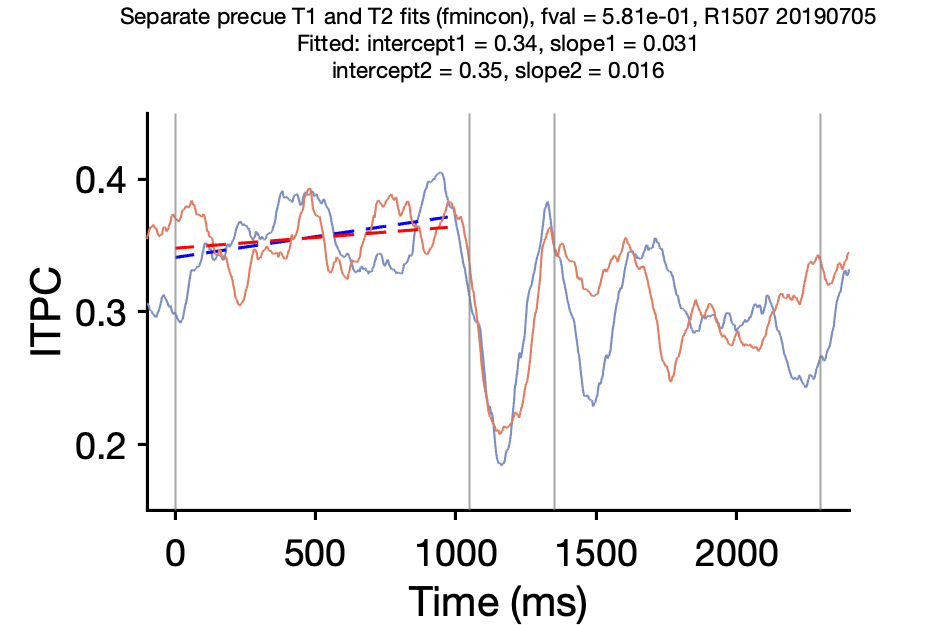 Separate precue T1 and T2 fits (fmincon), fval = 5.81e-01, R1507 20190705
Fitted: intercept1 = 0.34, slope1 = 0.031
intercept2 = 0.35, slope2 = 0.016
0.4
0.3
0.2
ITPC
0 500 1000 1500 2000
Time (ms)